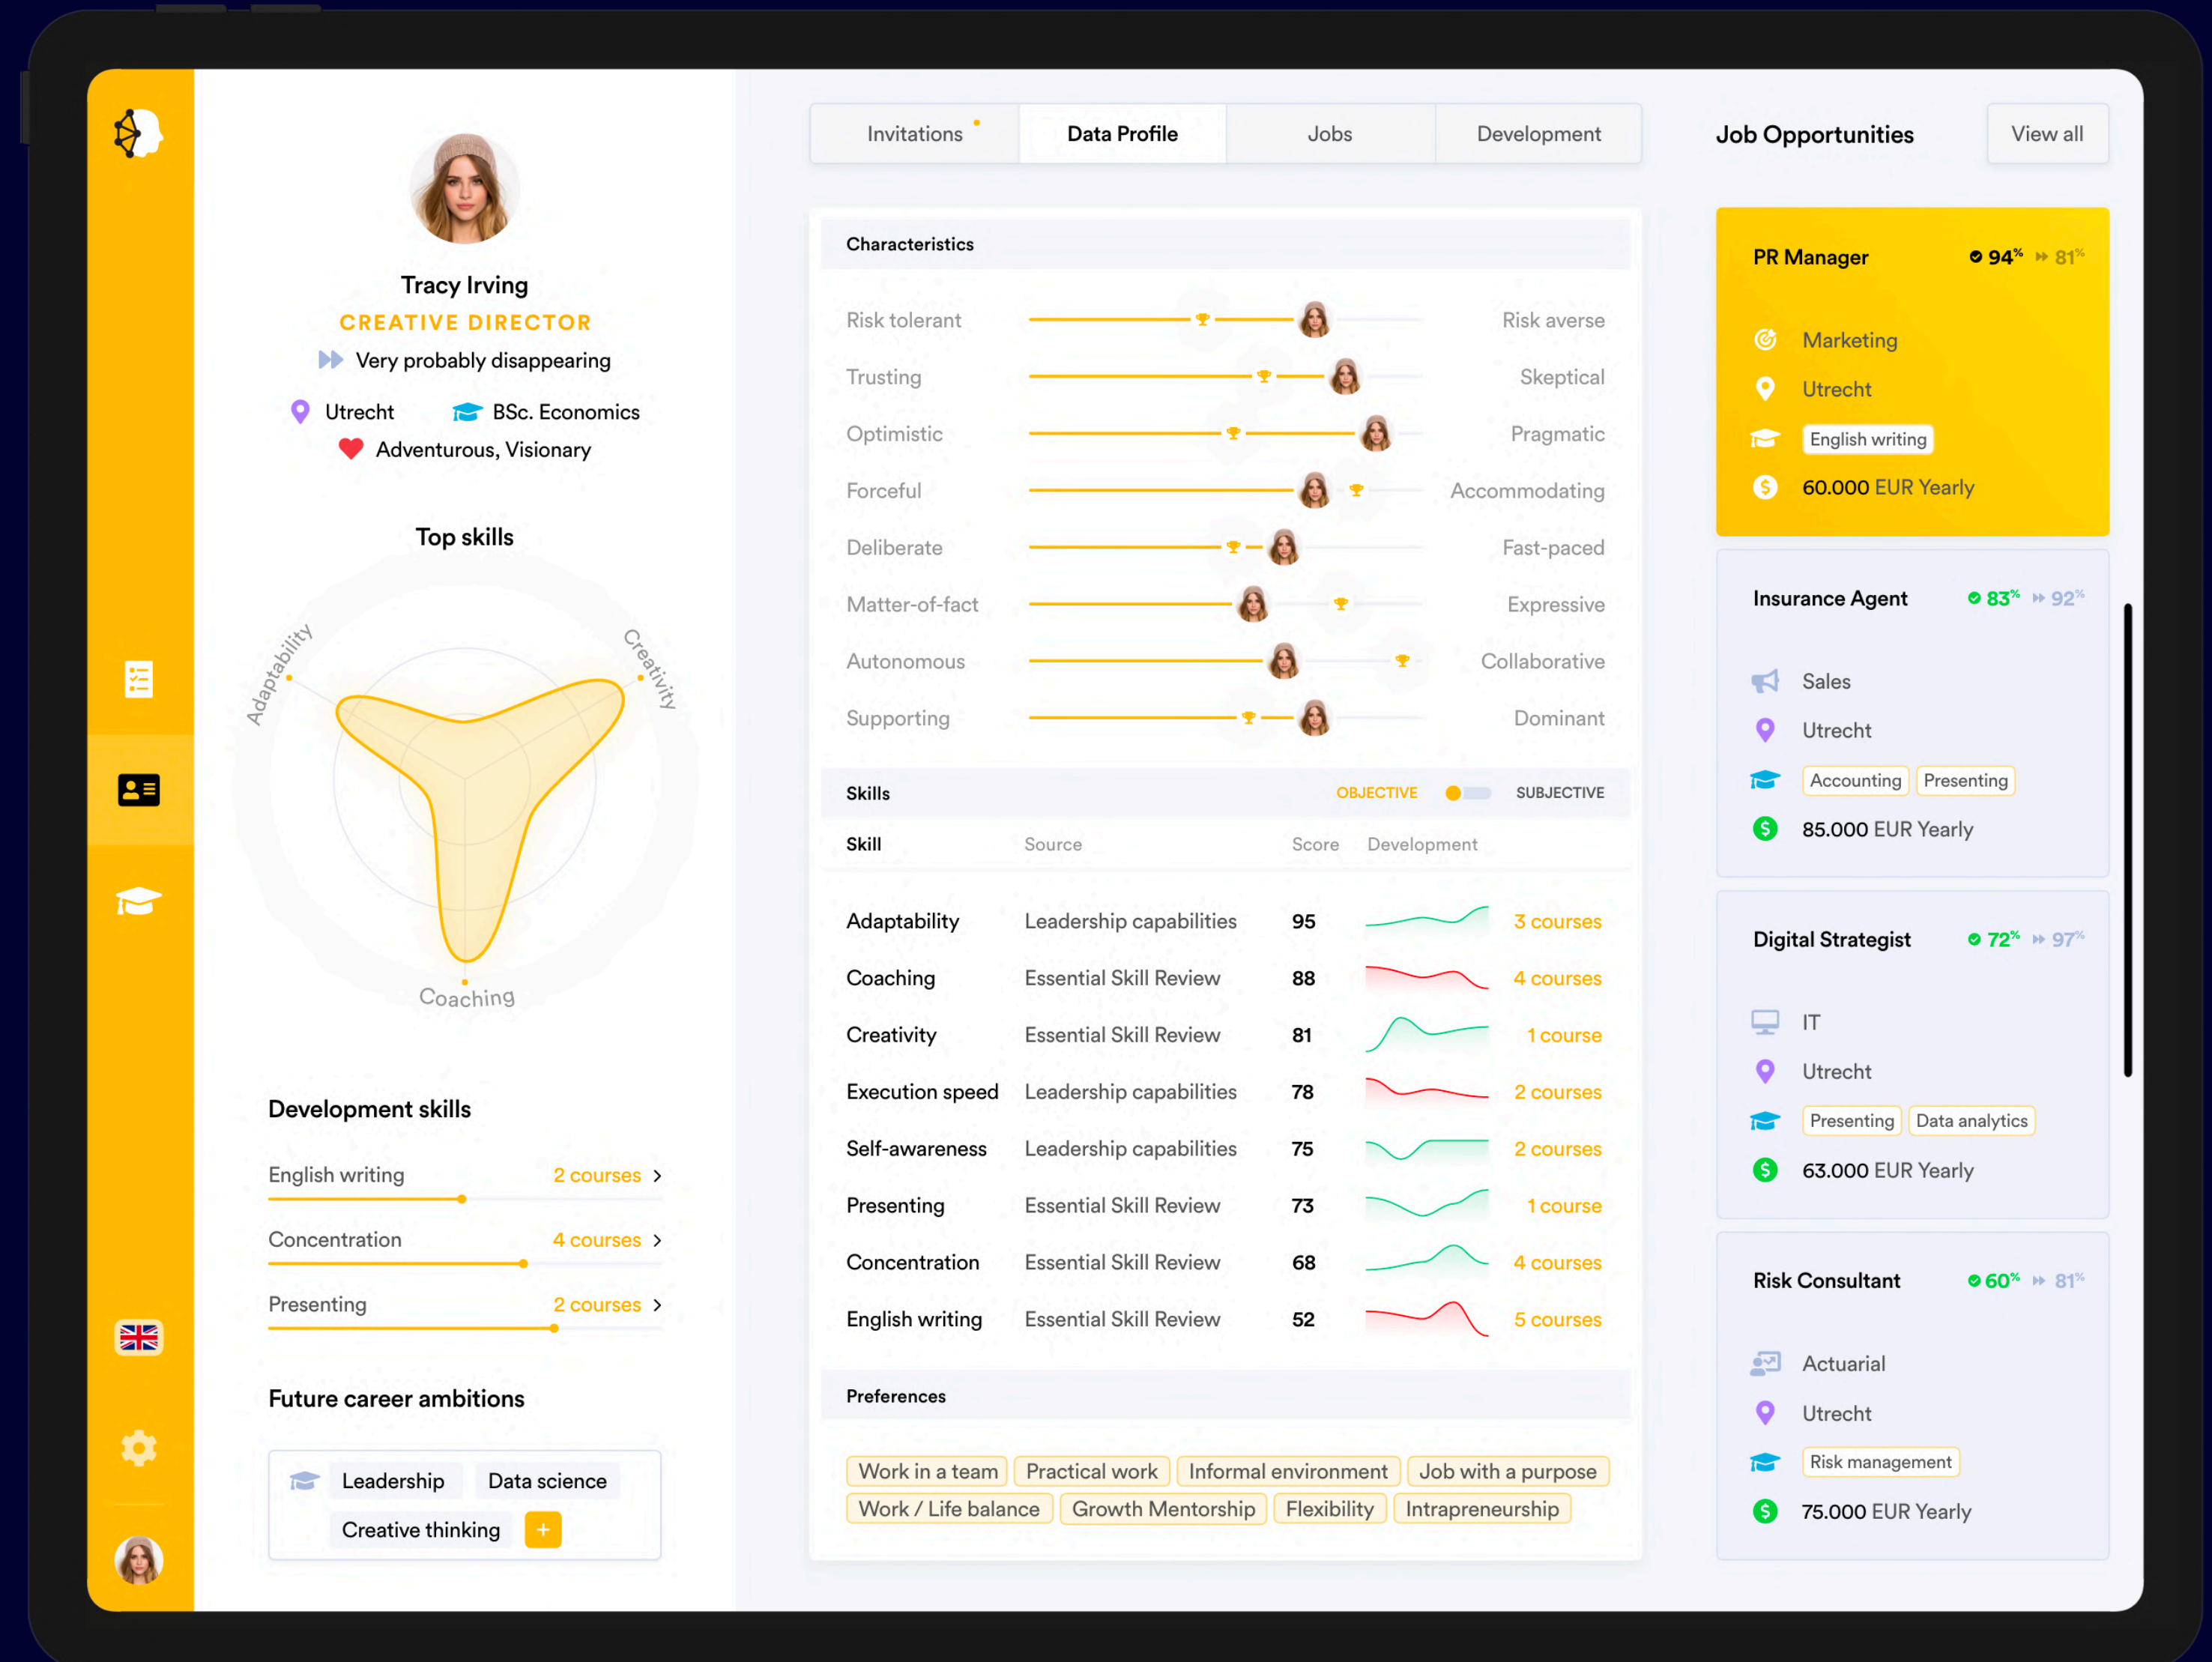 Tracy Irving
CREATIVE DIRECTOR
Very probably disappearing
Utrecht BSc. Economics
Adventurous, Visionary
Top skills
Adaptability
Creativity
Coaching
Development skills
English writing 2 courses
Concentration 4 courses
Presenting 2 courses
Future career ambitions
Leadership Data science
Creative thinking +
Invitations Data Profile Jobs Development
Characteristics
Risk tolerant Risk averse
Trusting Skeptical
Optimistic Pragmatic
Forceful Accommodating
Deliberate Fast-paced
Matter-of-fact Expressive
Autonomous Collaborative
Supporting Dominant
Skills OBJECTIVE SUBJECTIVE
Skill Source Score Development
Adaptability Leadership capabilities 95 3 courses
Coaching Essential Skill Review 88 4 courses
Creativity Essential Skill Review 81 1 course
Execution speed Leadership capabilities 78 2 courses
Self-awareness Leadership capabilities 75 2 courses
Presenting Essential Skill Review 73 1 course
Concentration Essential Skill Review 68 4 courses
English writing Essential Skill Review 52 5 courses
Preferences
Work in a team Practical work Informal environment Job with a purpose
Work / Life balance Growth Mentorship Flexibility Intrapreneurship
Job Opportunities View all
PR Manager 94% 81%
Marketing
Utrecht
English writing
$ 60.000 EUR Yearly
Insurance Agent 83% 92%
Sales
Utrecht
Accounting Presenting
$ 85.000 EUR Yearly
Digital Strategist 72% 97%
IT
Utrecht
Presenting Data analytics
$ 63.000 EUR Yearly
Risk Consultant 60% 81%
Actuarial
Utrecht
Risk management
$ 75.000 EUR Yearly